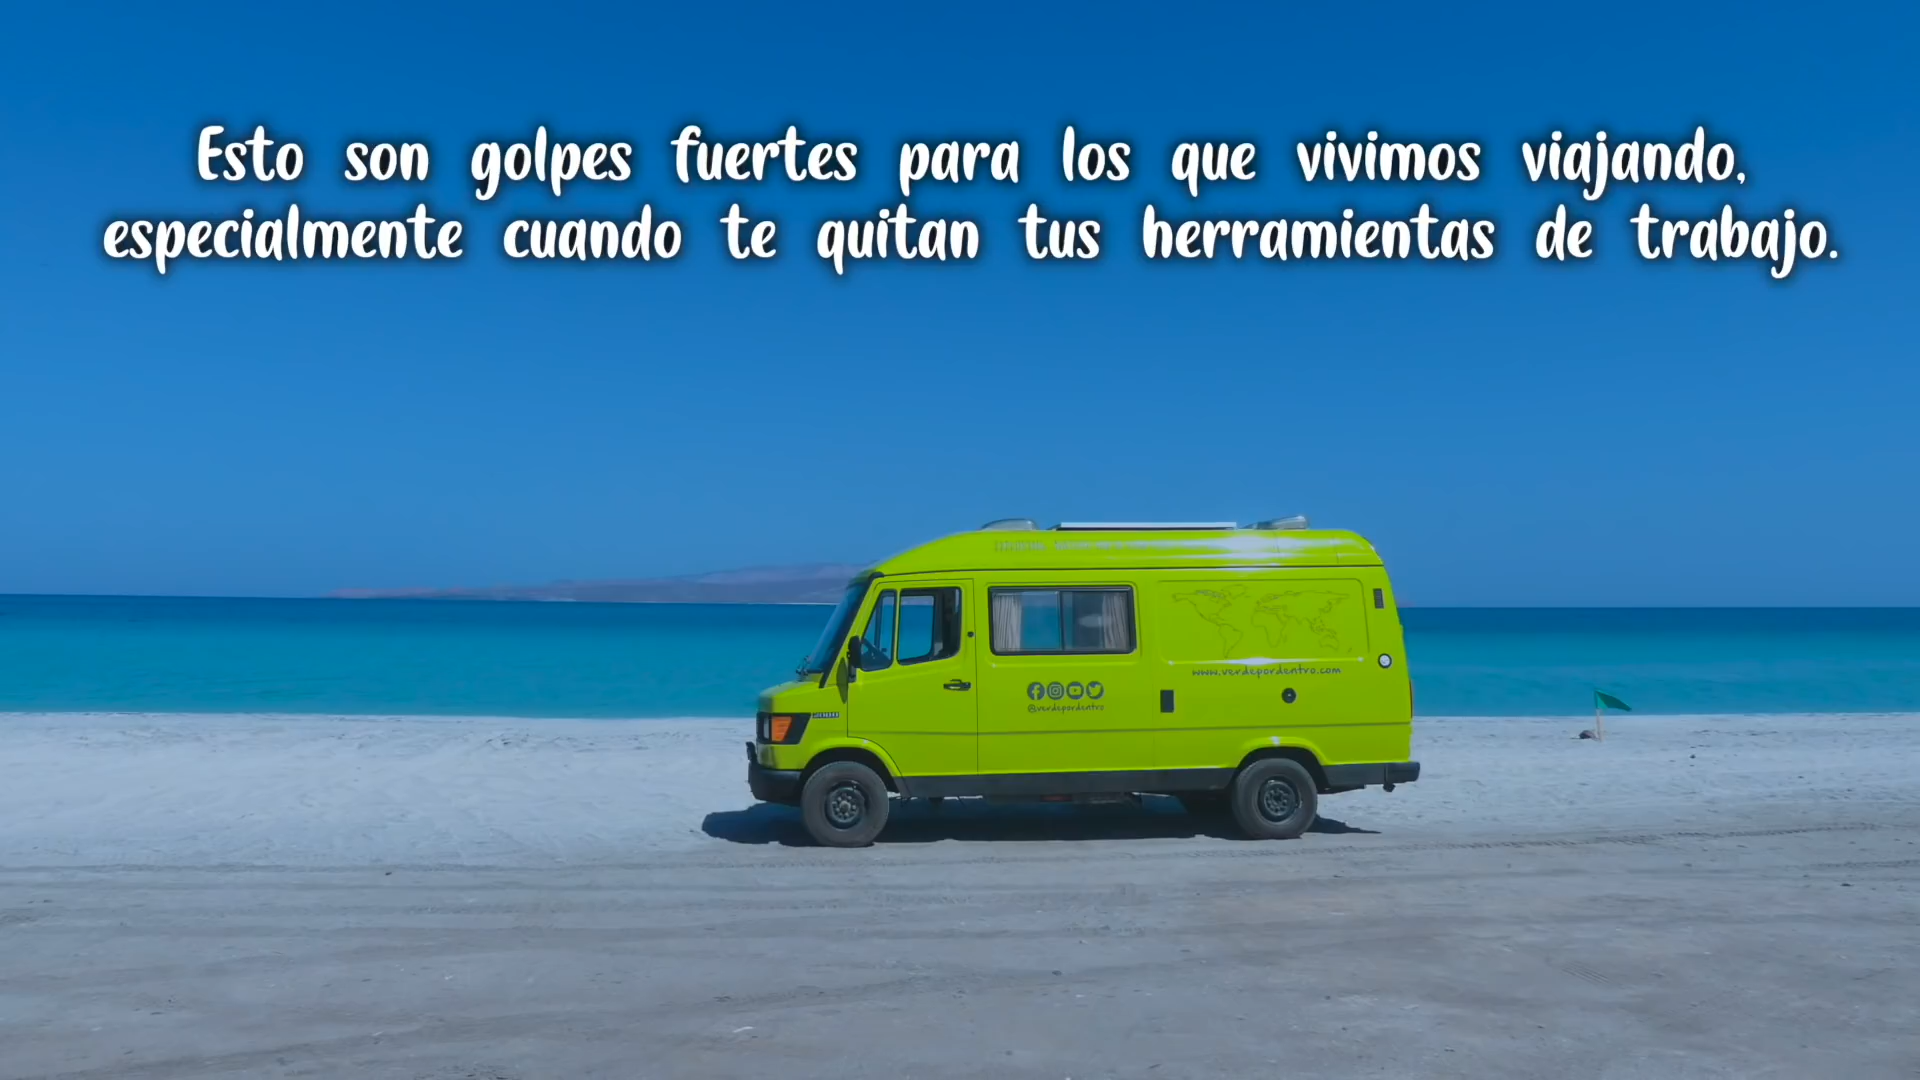 Esto son golpes fuertes para los que vivimos viajando,
especialmente cuando te quitan tus herramientas de trabajo.
www.verdepordentro.com
@verdepordentro